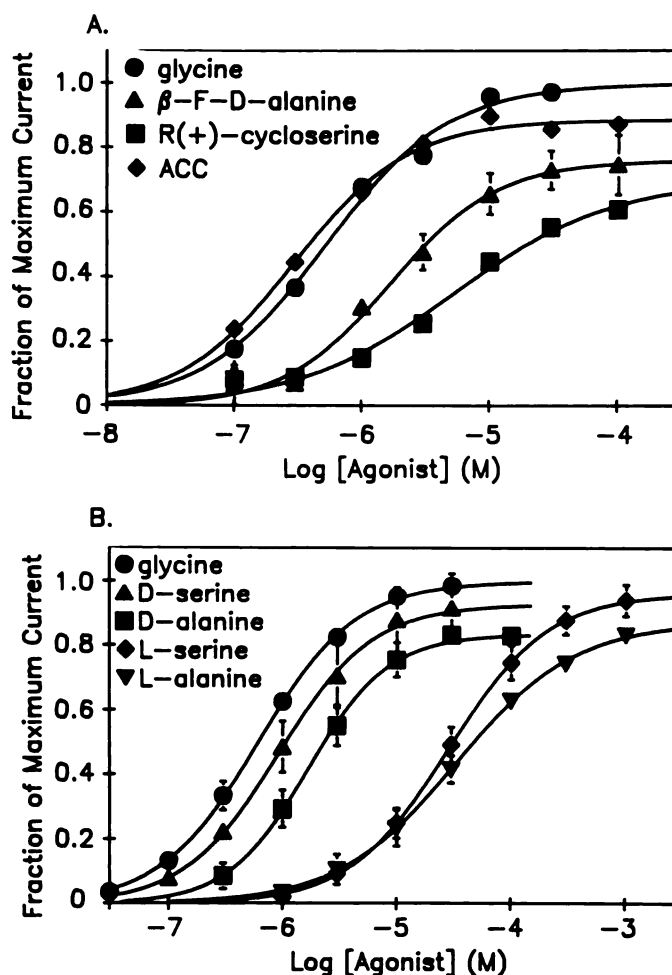 A.
Fraction of Maximum Current
1.0
0.8
0.6
0.4
0.2
0
glycine
β-F-D-alanine
R(+)-cycloserine
ACC
-8
-7
-6
-5
-4
Log [Agonist] (M)
B.
Fraction of Maximum Current
1.0
0.8
0.6
0.4
0.2
0
glycine
D-serine
D-alanine
L-serine
L-alanine
-7
-6
-5
-4
-3
Log [Agonist] (M)